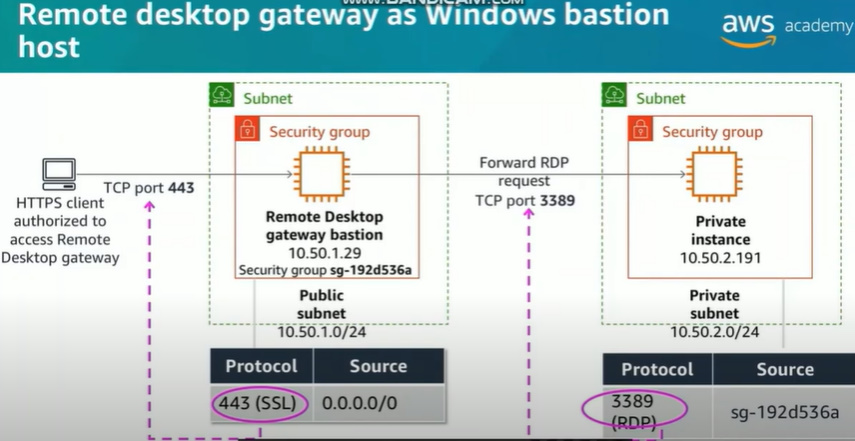 www.BANDICAM.com
Remote desktop gateway as Windows bastion
host
aws academy
Subnet
Security group
HTTPS client
authorized to
access Remote
Desktop gateway
TCP port 443
Remote Desktop
gateway bastion
10.50.1.29
Security group sg-192d536a
Public
subnet
10.50.1.0/24
Forward RDP
request
TCP port 3389
Subnet
Security group
Private
instance
10.50.2.191
Private
subnet
10.50.2.0/24
Protocol Source
443 (SSL) 0.0.0.0/0
Protocol Source
3389
(RDP) sg-192d536a